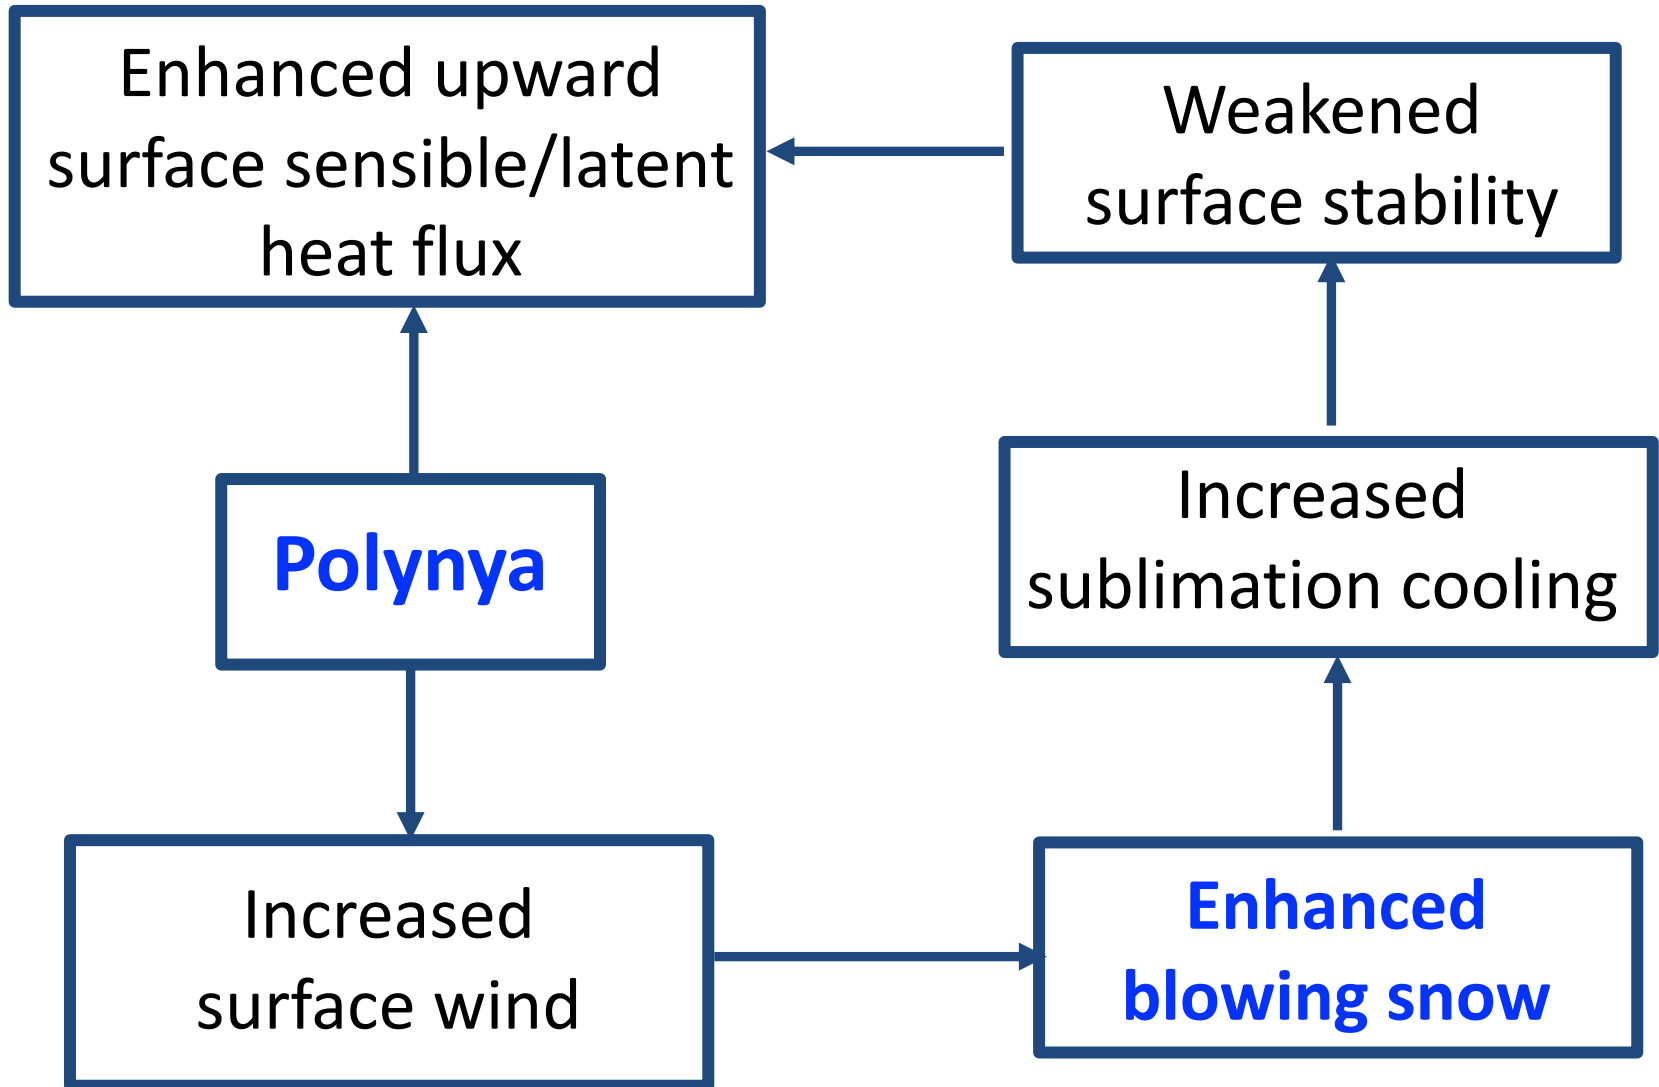 Enhanced upward
surface sensible/latent
heat flux
Weakened
surface stability
Polynya
Increased
sublimation cooling
Increased
surface wind
Enhanced
blowing snow